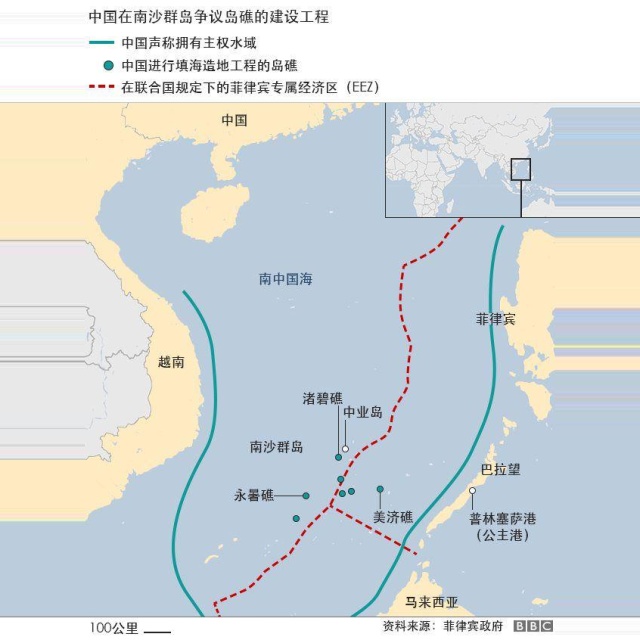 中国在南沙群岛争议岛礁的建设工程
中国声称拥有主权水域
中国进行填海造地工程的岛礁
在联合国规定下的菲律宾专属经济区（EEZ）
中国
南中国海
菲律宾
越南
渚碧礁
中业岛
南沙群岛
巴拉望
永暑礁
美济礁
普林塞萨港
（公主港）
马来西亚
100公里
资料来源：菲律宾政府 BBC